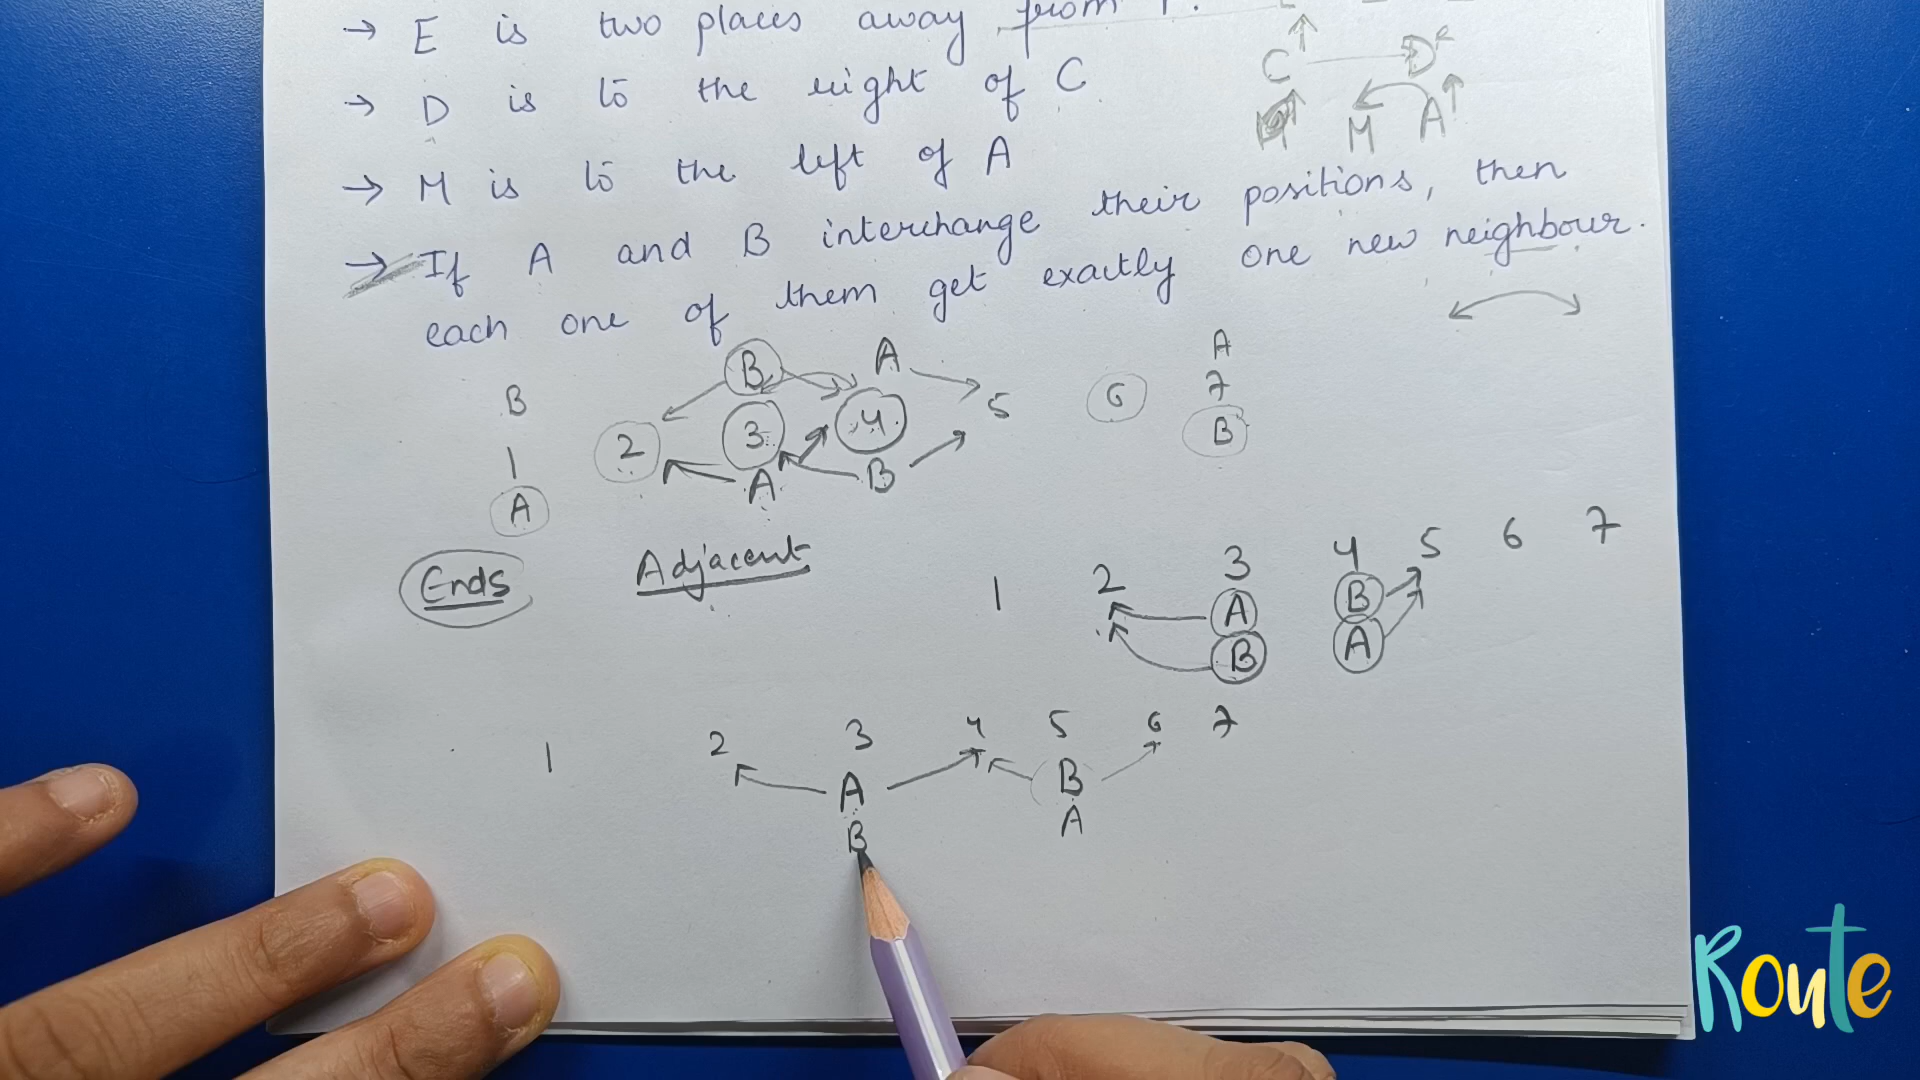 → E is two places away from
→ D is to the right of C
→ M is to the left of A
→ If A and B interchange their positions, then
each one of them get exactly one new neighbour.
C D
M A
B B A A
1 2 3 4 5 6 7
A A B B
Ends Adjacent
1 2 3 4 5 6 7
A B
B A
1 2 3 4 5 6 7
A B
B A
Route